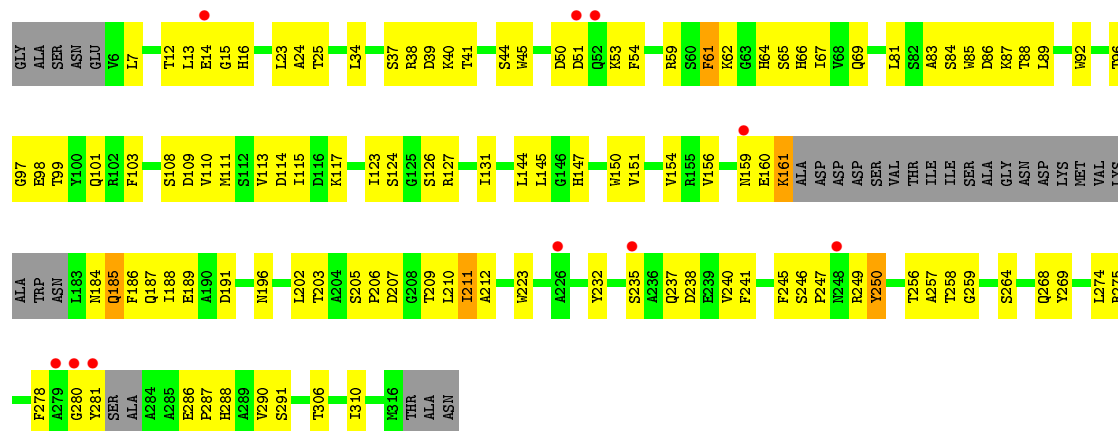 GLY ALA SER ASN GLU V6 L7 T12 L13 E14 G15 H16 L23 A24 T25 L34 S37 R38 D39 K40 T41 S44 W45 D50 D51 Q52 K53 F54 R59 S60 F61 K62 G63 H64 S65 H66 I67 V68 Q69 L81 S82 A83 S84 W85 D86 K87 T88 L89 W92 T96
G97 E98 T99 Y100 Q101 R102 F103 S108 D109 V110 M111 S112 V113 D114 I115 D116 K117 I123 S124 G125 S126 R127 I131 L144 L145 G146 H147 W150 V151 V154 R155 V156 N159 E160 K161 ALA ASP ASP ASP SER VAL THR ILE ILE SER ALA GLY ASN ASP LYS MET VAL LYS
ALA TRP ASN L183 N184 Q185 F186 Q187 I188 E189 A190 D191 N196 L202 T203 A204 S205 P206 D207 G208 T209 L210 I211 A212 W223 A226 Y232 S235 A236 Q237 D238 E239 V240 F241 F245 S246 P247 N248 R249 Y250 T256 A257 T258 G259 S264 Q268 Y269 L274
F278 A279 G280 Y281 SER ALA A284 A285 E286 P287 H288 A289 V290 S291 T306 I310 M316 THR ALA ASN